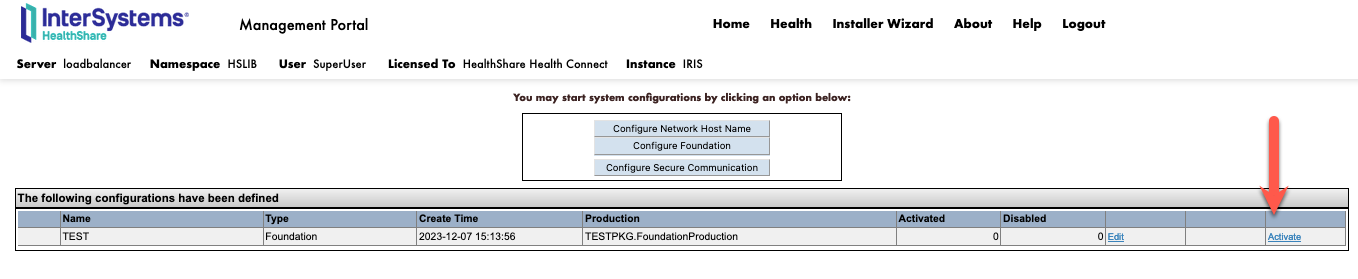 InterSystems®
HealthShare
Management Portal
Home Health Installer Wizard About Help Logout
Server loadbalancer Namespace HSLIB User SuperUser Licensed To HealthShare Health Connect Instance IRIS
You may start system configurations by clicking an option below:
Configure Network Host Name
Configure Foundation
Configure Secure Communication
The following configurations have been defined
Name Type Create Time Production Activated Disabled
TEST Foundation 2023-12-07 15:13:56 TESTPKG.FoundationProduction 0 0 Edit Activate